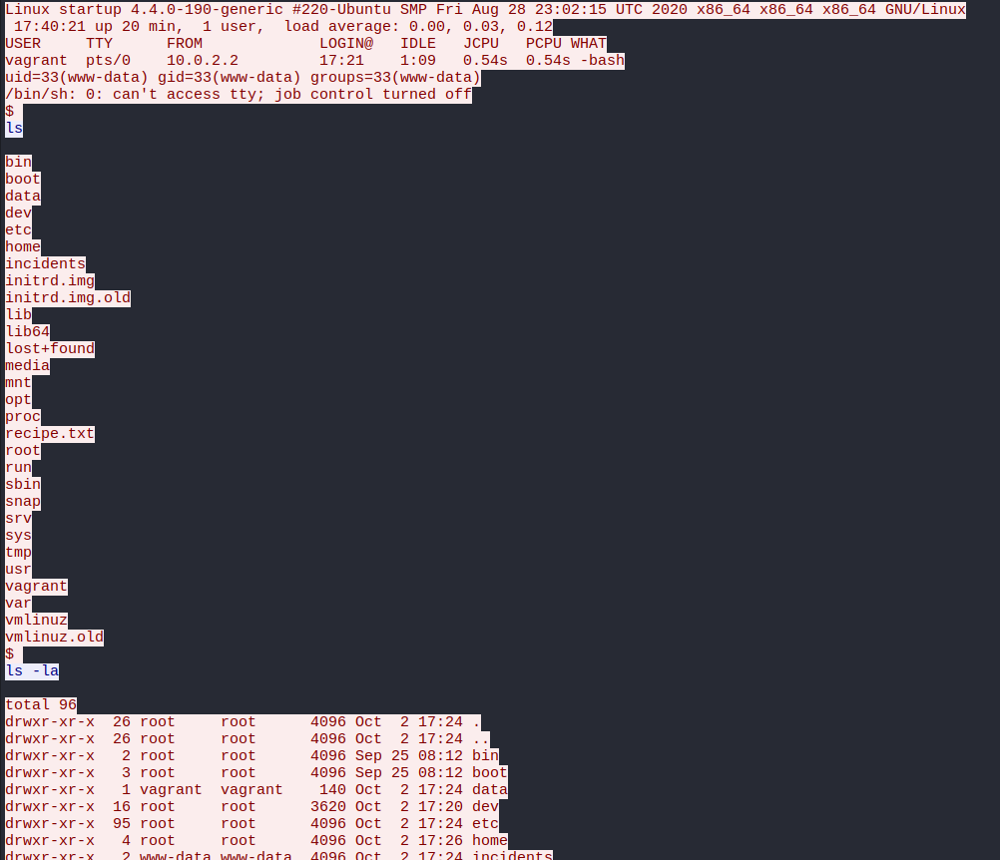 Linux startup 4.4.0-190-generic #220-Ubuntu SMP Fri Aug 28 23:02:15 UTC 2020 x86_64 x86_64 x86_64 GNU/Linux
 17:40:21 up 20 min,  1 user,  load average: 0.00, 0.03, 0.12
USER     TTY      FROM             LOGIN@   IDLE   JCPU   PCPU WHAT
vagrant  pts/0    10.0.2.2         17:21    1:09   0.54s  0.54s -bash
uid=33(www-data) gid=33(www-data) groups=33(www-data)
/bin/sh: 0: can't access tty; job control turned off
$
ls
bin
boot
data
dev
etc
home
incidents
initrd.img
initrd.img.old
lib
lib64
lost+found
media
mnt
opt
proc
recipe.txt
root
run
sbin
snap
srv
sys
tmp
usr
vagrant
var
vmlinuz
vmlinuz.old
$
ls -la
total 96
drwxr-xr-x  26 root     root      4096 Oct  2 17:24 .
drwxr-xr-x  26 root     root      4096 Oct  2 17:24 ..
drwxr-xr-x   2 root     root      4096 Sep 25 08:12 bin
drwxr-xr-x   3 root     root      4096 Sep 25 08:12 boot
drwxr-xr-x   1 vagrant  vagrant    140 Oct  2 17:24 data
drwxr-xr-x  16 root     root      3620 Oct  2 17:20 dev
drwxr-xr-x  95 root     root      4096 Oct  2 17:24 etc
drwxr-xr-x   4 root     root      4096 Oct  2 17:26 home
drwxr-xr-x   2 www-data www-data  4096 Oct  2 17:24 incidents